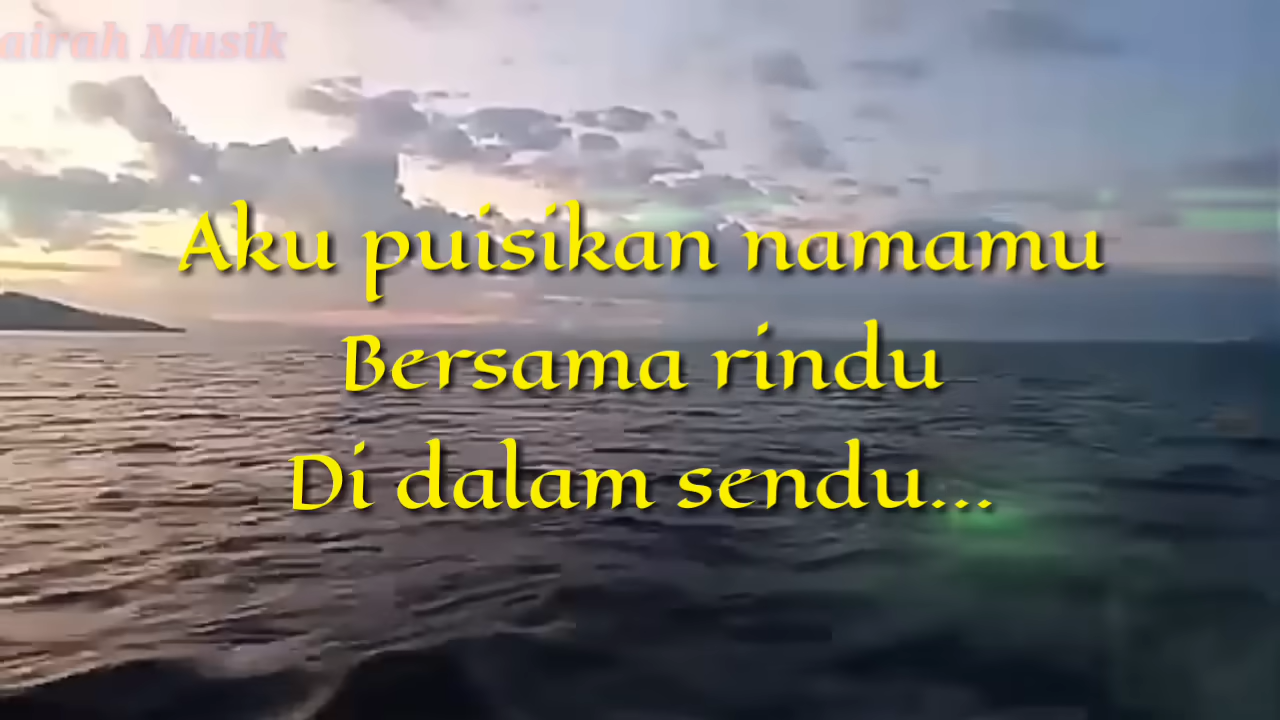 airah Musik
Aku puisikan namamu
Bersama rindu
Di dalam sendu...